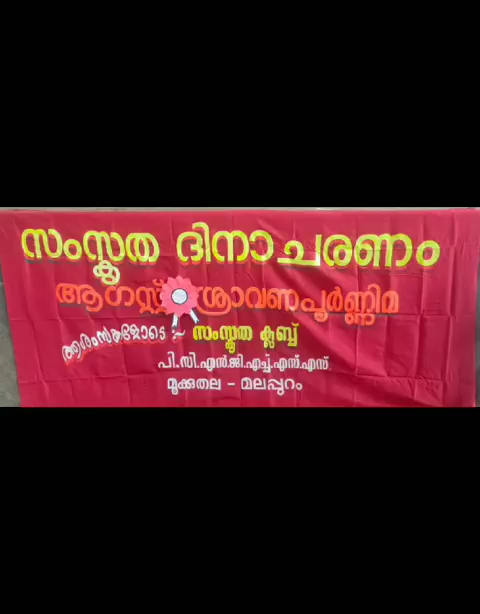 സംസ്കൃത ദിനാചരണം
ആഗസ്റ്റ് ശ്രാവണപൂർണ്ണിമ
ആശംസകളോടെ ~ സംസ്കൃത ക്ലബ്ബ്
പി.സി.എൻ.ജി.എച്ച്.എസ്.എസ്
മൂക്കുതല - മലപ്പുറം